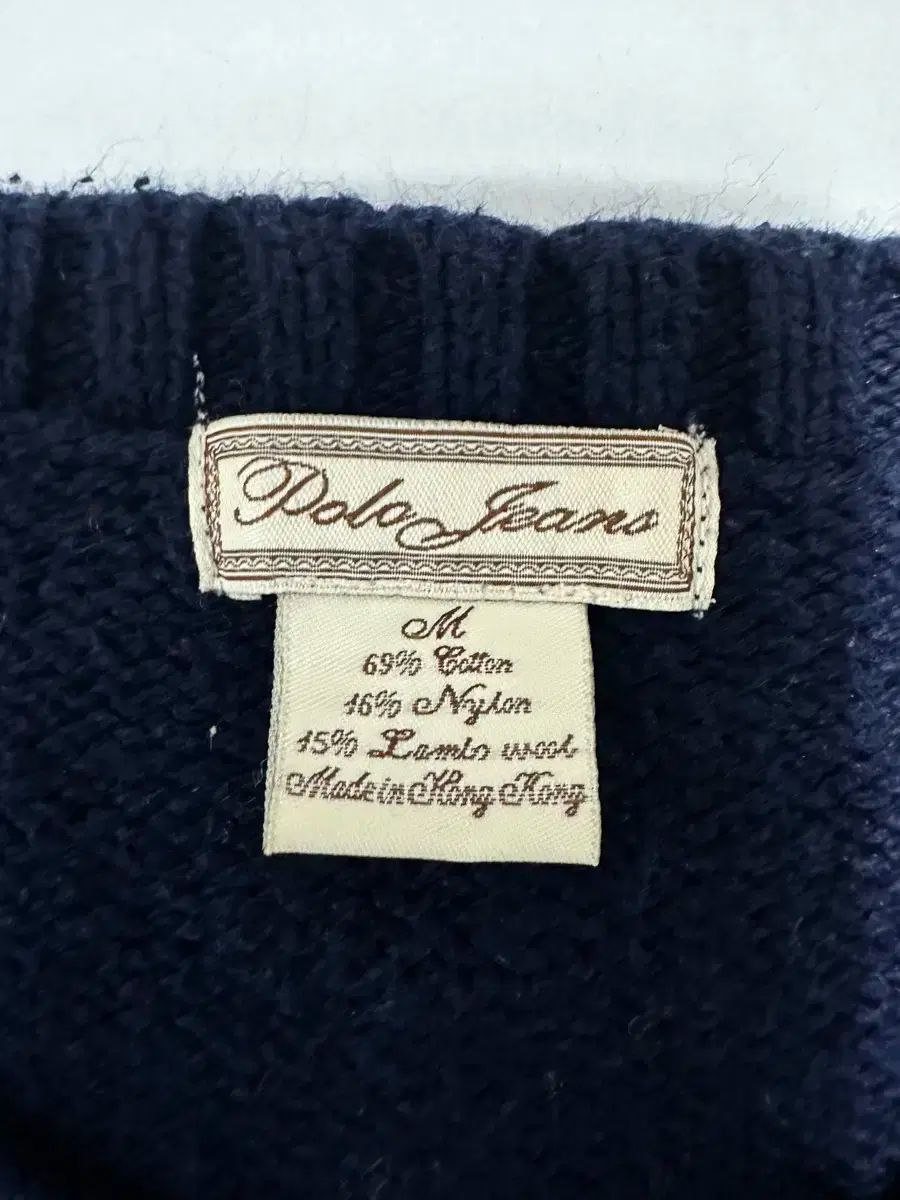 Polo Jeans
M
69% Cotton
16% Nylon
15% Lambs wool
Made in Hong Kong